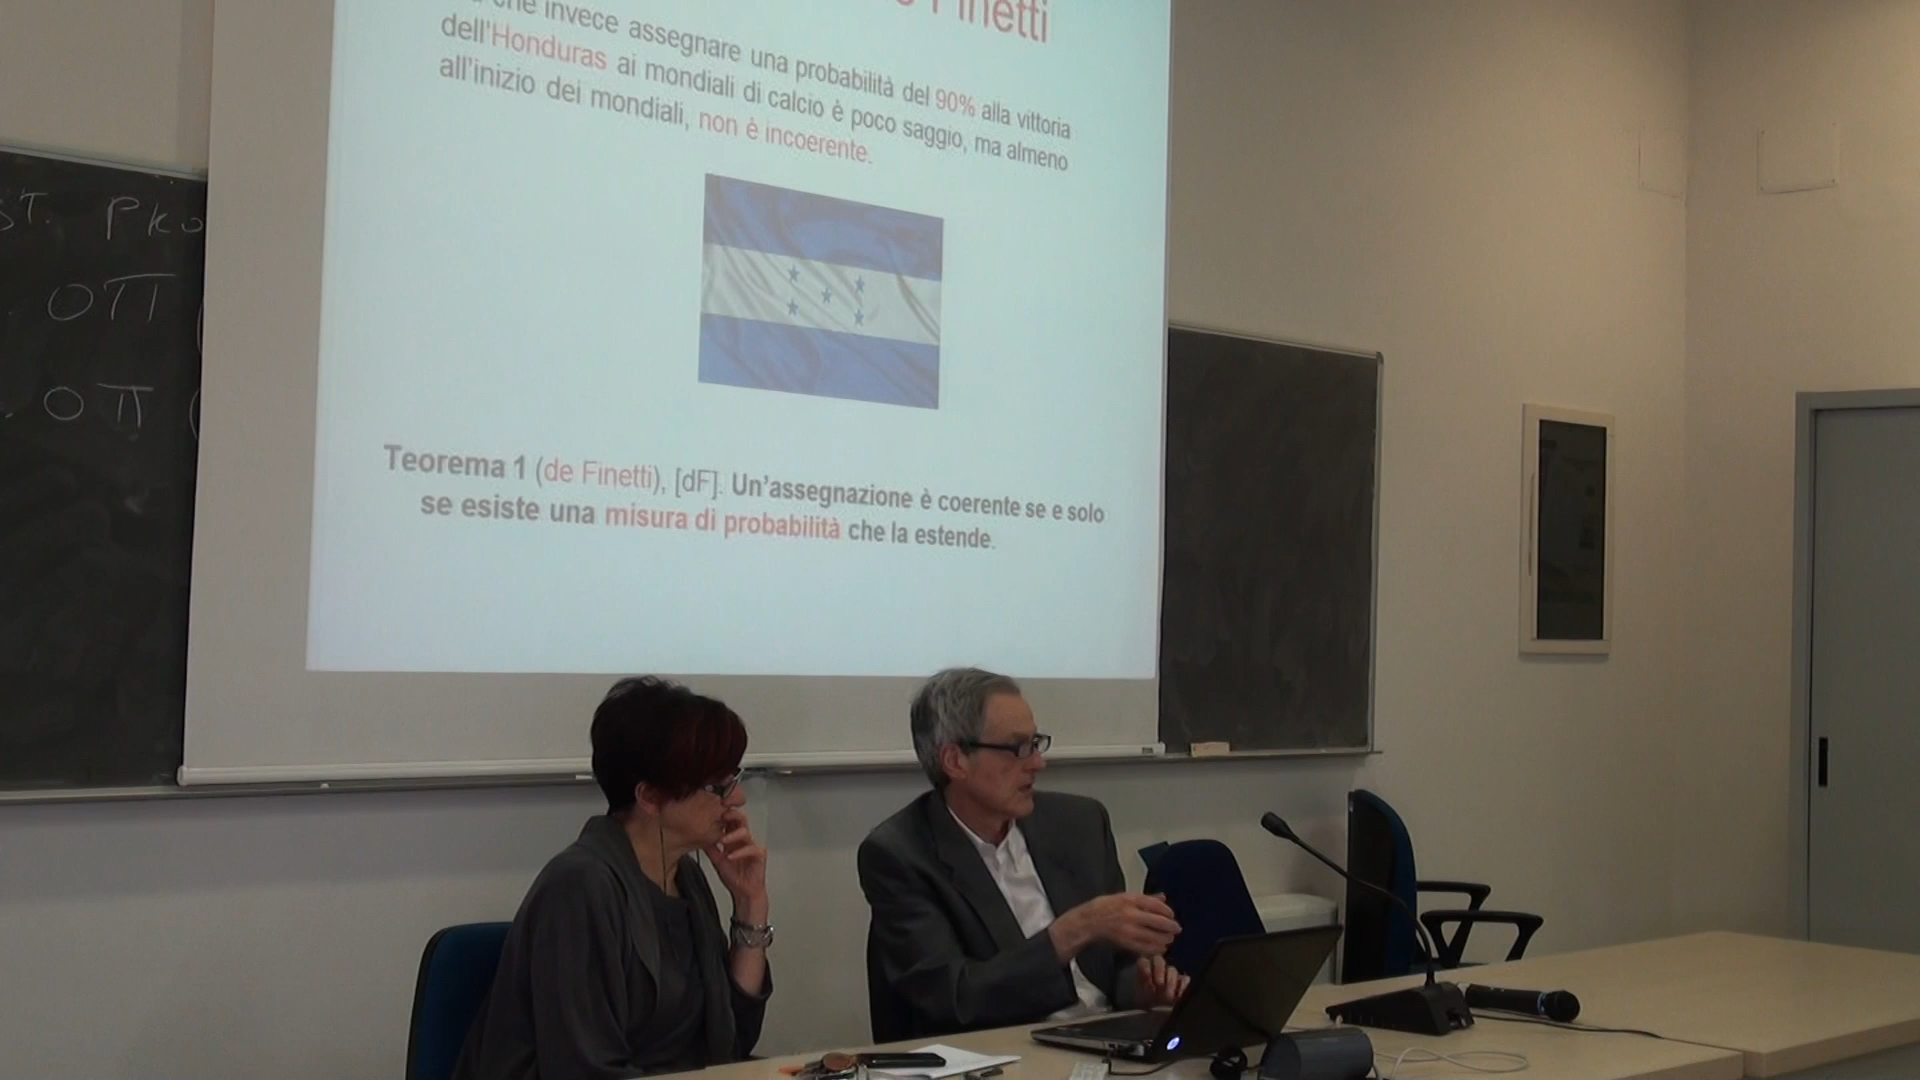 Finetti
che invece assegnare una probabilità del 90% alla vittoria
dell'Honduras ai mondiali di calcio è poco saggio, ma almeno
all'inizio dei mondiali, non è incoerente.
Teorema 1 (de Finetti), [dF]. Un'assegnazione è coerente se e solo
se esiste una misura di probabilità che la estende.
ST. PRO
OTT (
OTT (